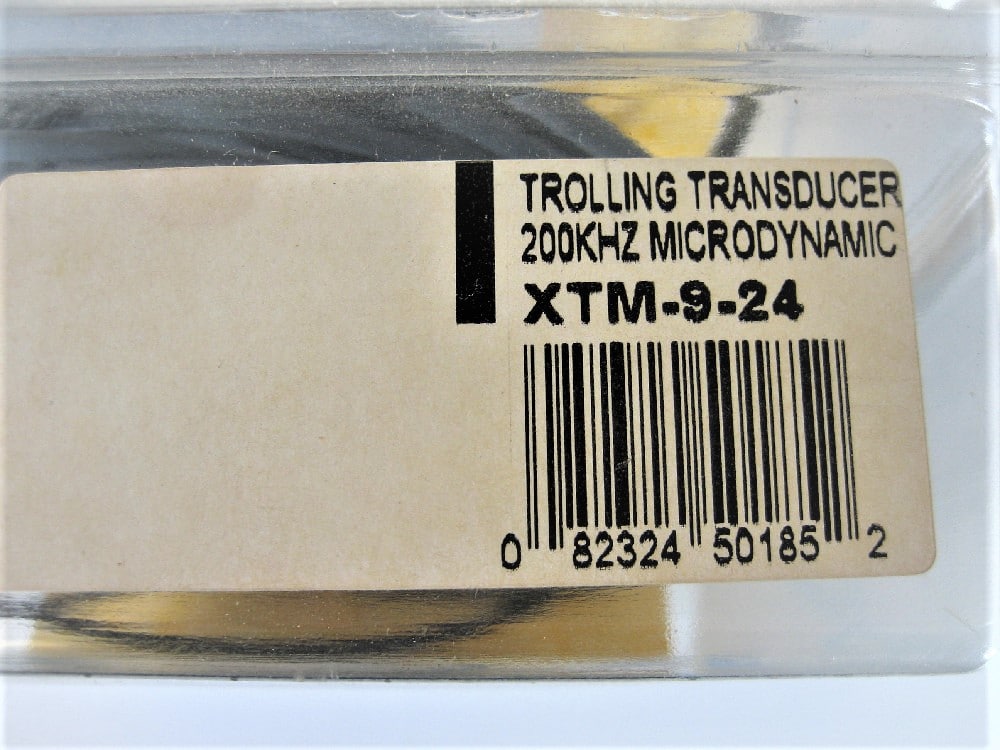 TROLLING TRANSDUCER
200KHZ MICRODYNAMIC
XTM-9-24
0 82324 50185 2